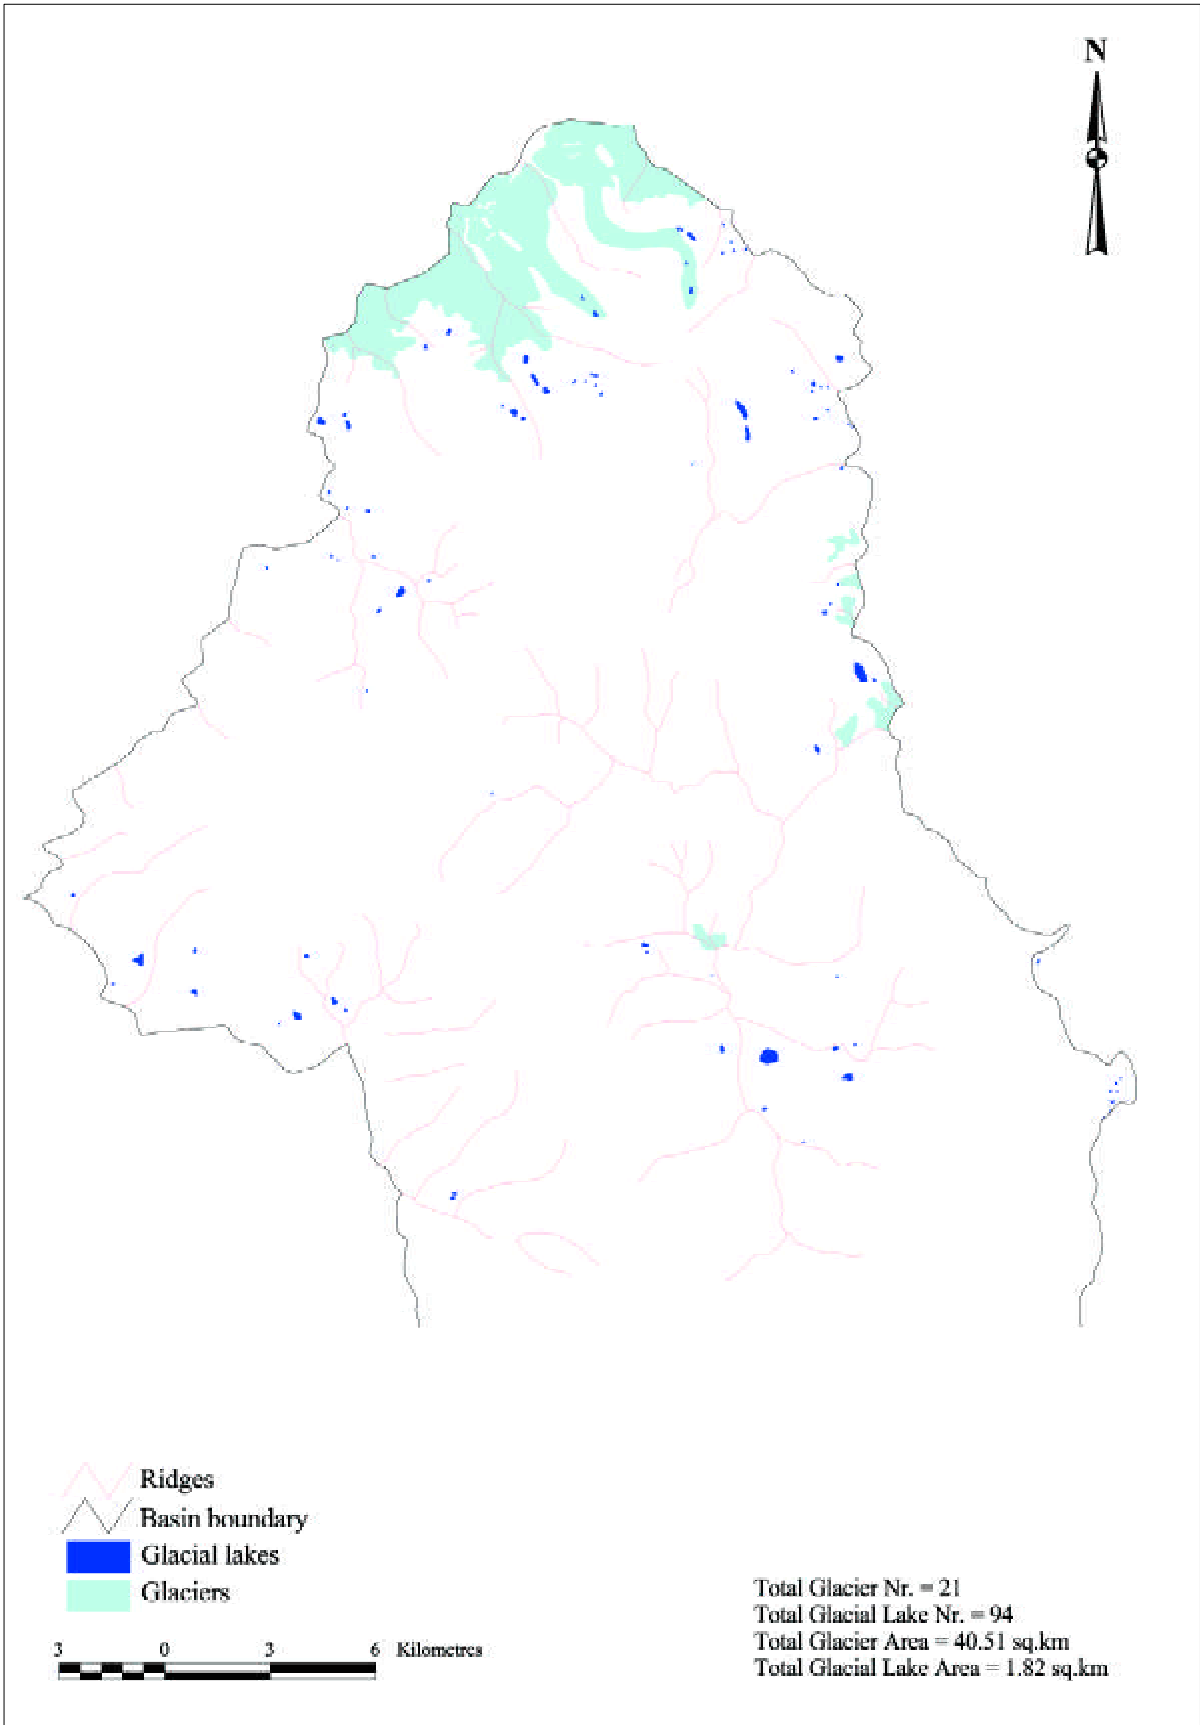 N
Ridges
Basin boundary
Glacial lakes
Glaciers
3 0 3 6 Kilometres
Total Glacier Nr. = 21
Total Glacial Lake Nr. = 94
Total Glacier Area = 40.51 sq.km
Total Glacial Lake Area = 1.82 sq.km